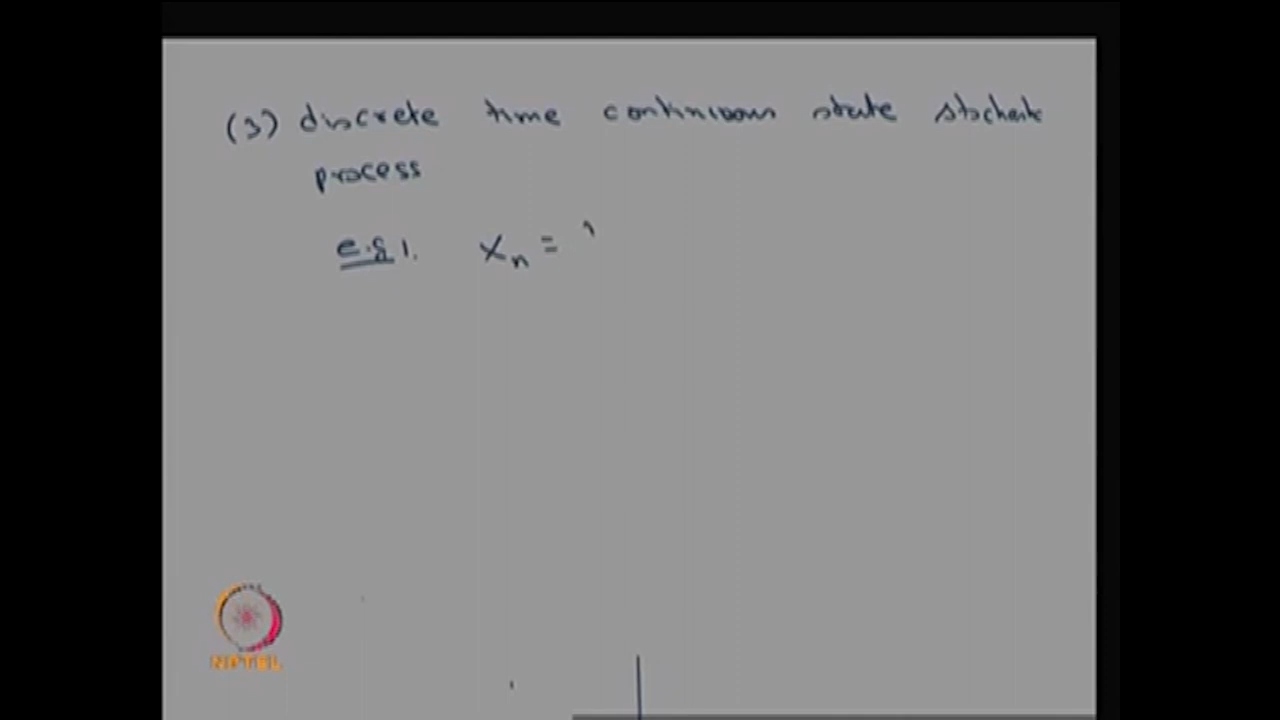 (3) discrete time continuous state stochastic
process
e.g 1. Xn =
NPTEL